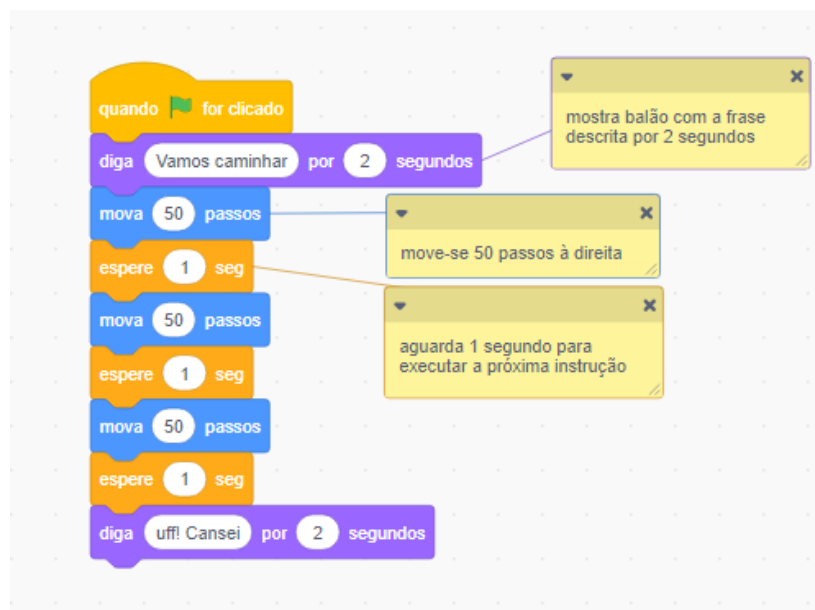 quando for clicado
diga Vamos caminhar por 2 segundos
mostra balão com a frase
descrita por 2 segundos
mova 50 passos
move-se 50 passos à direita
espere 1 seg
aguarda 1 segundo para
executar a próxima instrução
mova 50 passos
espere 1 seg
mova 50 passos
espere 1 seg
diga uff! Cansei por 2 segundos